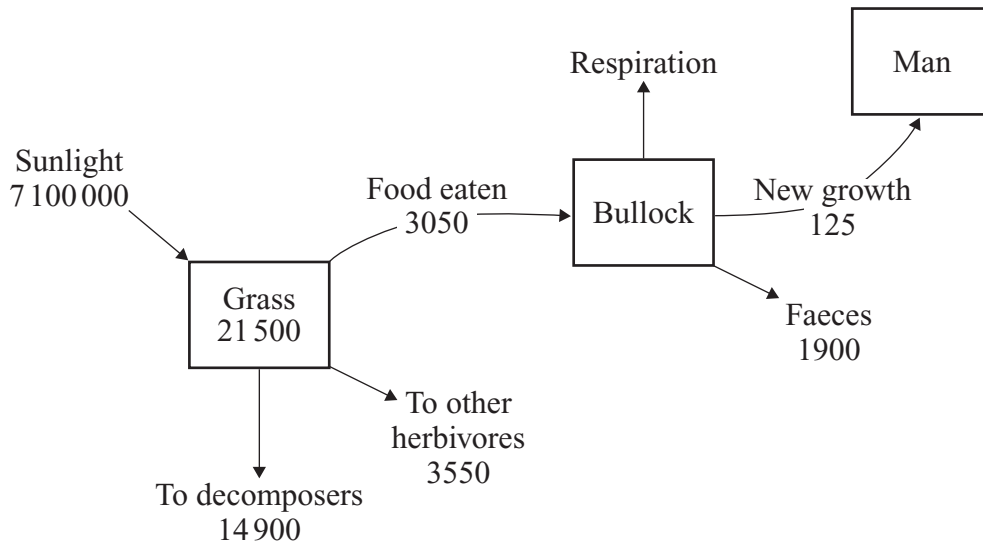 Man
Respiration
Sunlight
7 100 000
Food eaten
3050
Bullock
New growth
125
Grass
21 500
Faeces
1900
To other
herbivores
3550
To decomposers
14 900